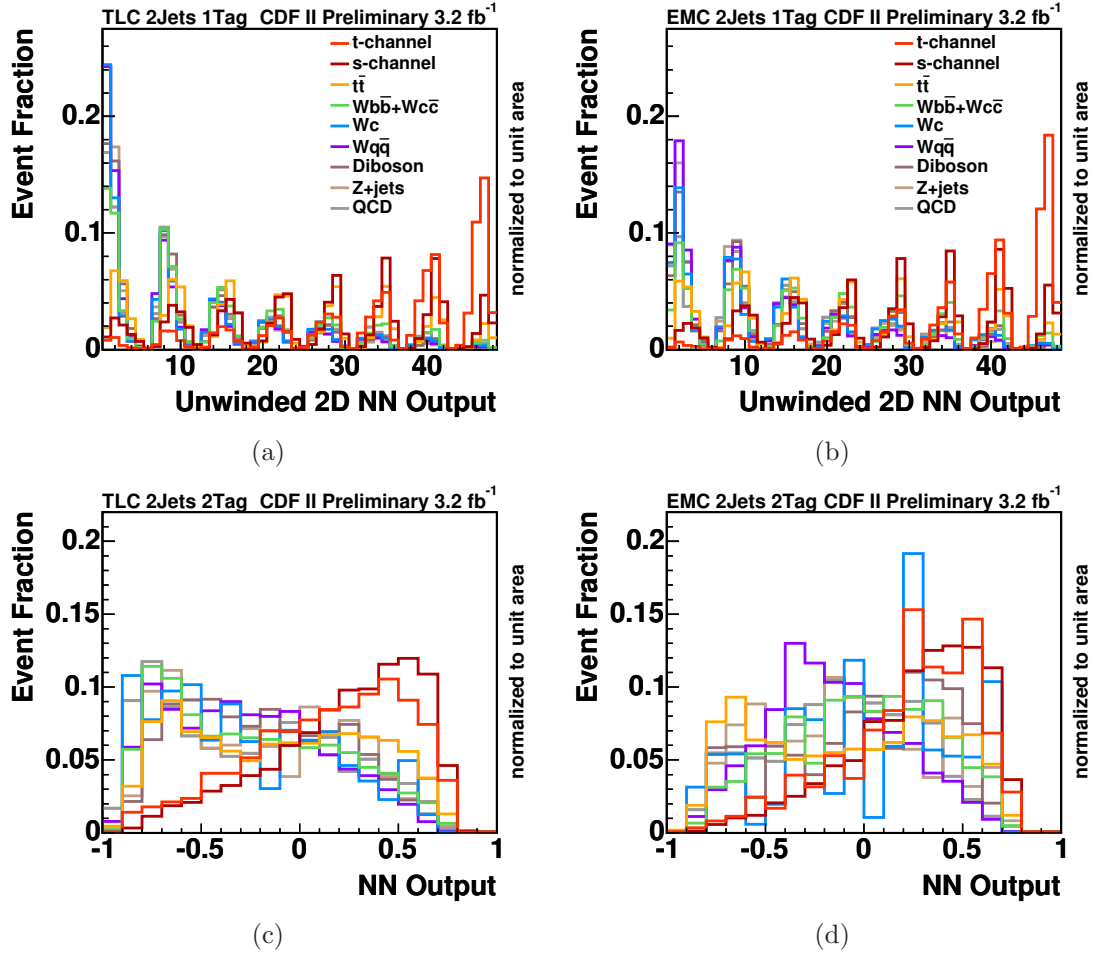 TLC 2Jets 1Tag CDF II Preliminary 3.2 fb⁻¹
Event Fraction
0.2
0.1
0
t-channel
s-channel
tt̅
Wbb̅+Wcc̅
Wc
Wqq̅
Diboson
Z+jets
QCD
normalized to unit area
10 20 30 40
Unwinded 2D NN Output
(a)
EMC 2Jets 1Tag CDF II Preliminary 3.2 fb⁻¹
Event Fraction
0.2
0.1
0
t-channel
s-channel
tt̅
Wbb̅+Wcc̅
Wc
Wqq̅
Diboson
Z+jets
QCD
normalized to unit area
10 20 30 40
Unwinded 2D NN Output
(b)
TLC 2Jets 2Tag CDF II Preliminary 3.2 fb⁻¹
Event Fraction
0.2
0.15
0.1
0.05
0
normalized to unit area
-1 -0.5 0 0.5 1
NN Output
(c)
EMC 2Jets 2Tag CDF II Preliminary 3.2 fb⁻¹
Event Fraction
0.2
0.15
0.1
0.05
0
normalized to unit area
-1 -0.5 0 0.5 1
NN Output
(d)